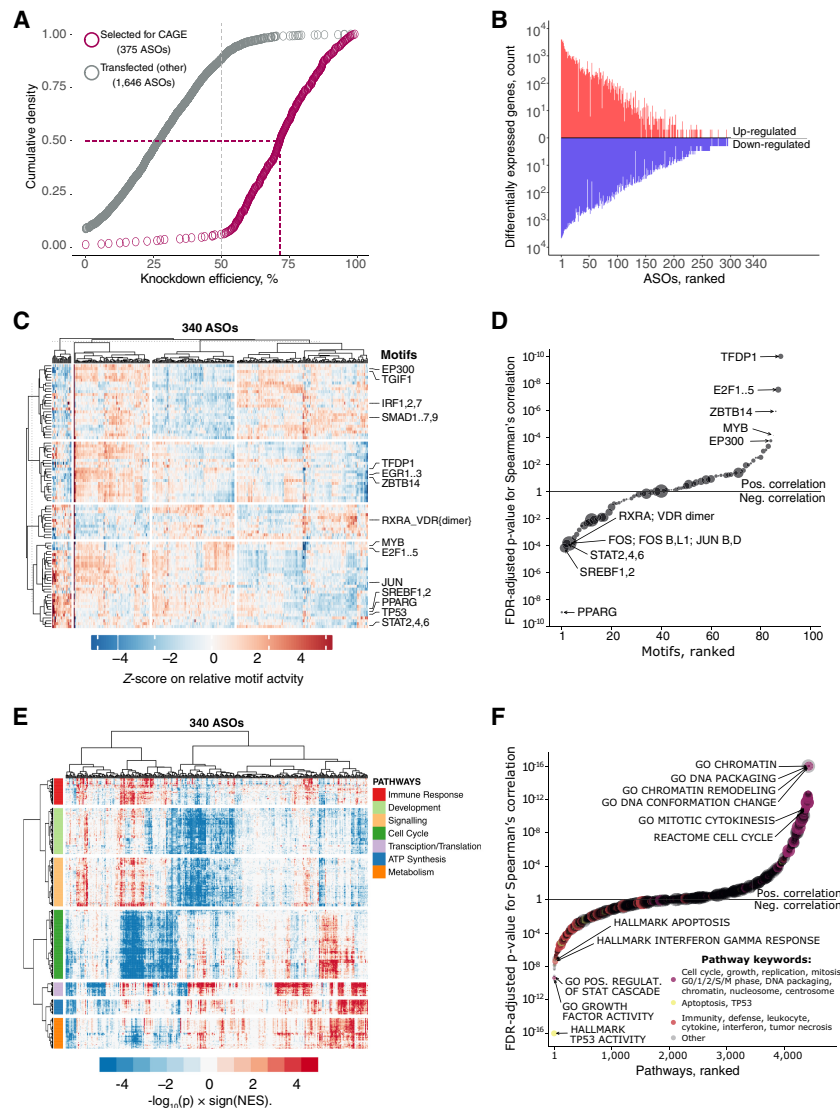 A
Selected for CAGE
(375 ASOs)
Transfected (other)
(1,646 ASOs)
Cumulative density
1.00
0.75
0.50
0.25
0.00
0
25
50
75
100
Knockdown efficiency, %
B
Differentially expressed genes, count
10^4
10^3
10^2
10^1
0
10^1
10^2
10^3
10^4
Up-regulated
Down-regulated
1
50
100
150
200
250
300
340
ASOs, ranked
C
340 ASOs
Motifs
EP300
TGIF1
IRF1,2,7
SMAD1..7,9
TFDP1
EGR1..3
ZBTB14
RXRA_VDR{dimer}
MYB
E2F1..5
JUN
SREBF1,2
PPARG
TP53
STAT2,4,6
−4
−2
0
2
4
Z-score on relative motif actvity
D
FDR-adjusted p-value for Spearman's correlation
10^-10
10^-8
10^-6
10^-4
10^-2
1
10^-2
10^-4
10^-6
10^-8
10^-10
TFDP1
E2F1..5
ZBTB14
MYB
EP300
Pos. correlation
Neg. correlation
RXRA; VDR dimer
FOS; FOS B,L1; JUN B,D
STAT2,4,6
SREBF1,2
PPARG
1
20
40
60
80
100
Motifs, ranked
E
340 ASOs
PATHWAYS
Immune Response
Development
Signalling
Cell Cycle
Transciption/Translation
ATP Synthesis
Metabolism
-4
-2
0
2
4
-log10(p) × sign(NES).
F
FDR-adjusted p-value for Spearman's correlation
10^-16
10^-12
10^-8
10^-4
1
10^-4
10^-8
10^-12
10^-16
GO CHROMATIN
GO DNA PACKAGING
GO CHROMATIN REMODELING
GO DNA CONFORMATION CHANGE
GO MITOTIC CYTOKINESIS
REACTOME CELL CYCLE
Pos. correlation
Neg. correlation
HALLMARK APOPTOSIS
HALLMARK INTERFERON GAMMA RESPONSE
GO POS. REGULAT.
OF STAT CASCADE
GO GROWTH
FACTOR ACTIVITY
HALLMARK
TP53 ACTIVITY
Pathway keywords:
Cell cycle, growth, replication, mitosis
G0/1/2/S/M phase, DNA packaging,
chromatin, nucleosome, centrosome
Aptoptosis, TP53
Immunity, defense, leukocyte,
cytokine, interferon, tumor necrosis
Other
1
1,000
2,000
3,000
4,000
Pathways, ranked